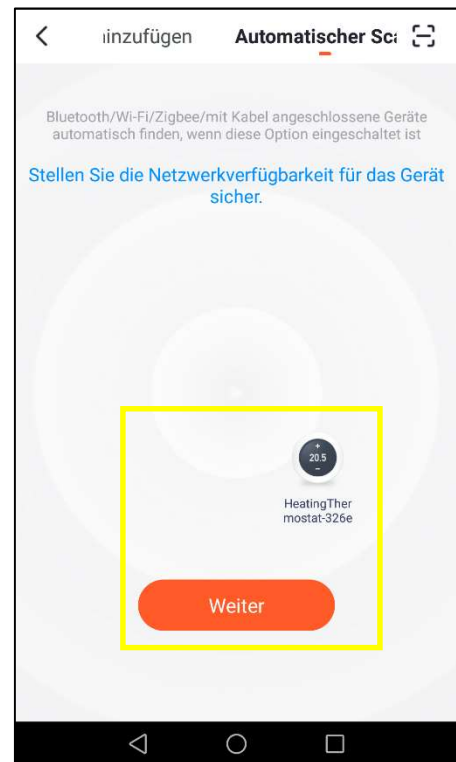 inzufügen Automatischer Sca
Bluetooth/Wi-Fi/Zigbee/mit Kabel angeschlossene Geräte
automatisch finden, wenn diese Option eingeschaltet ist
Stellen Sie die Netzwerkverfügbarkeit für das Gerät
sicher.
+
20.5
−
HeatingTher
mostat-326e
Weiter